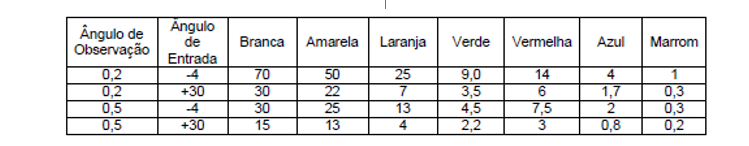 Ângulo de Observação Ângulo de Entrada Branca Amarela Laranja Verde Vermelha Azul Marrom
0,2 -4 70 50 25 9,0 14 4 1
0,2 +30 30 22 7 3,5 6 1,7 0,3
0,5 -4 30 25 13 4,5 7,5 2 0,3
0,5 +30 15 13 4 2,2 3 0,8 0,2